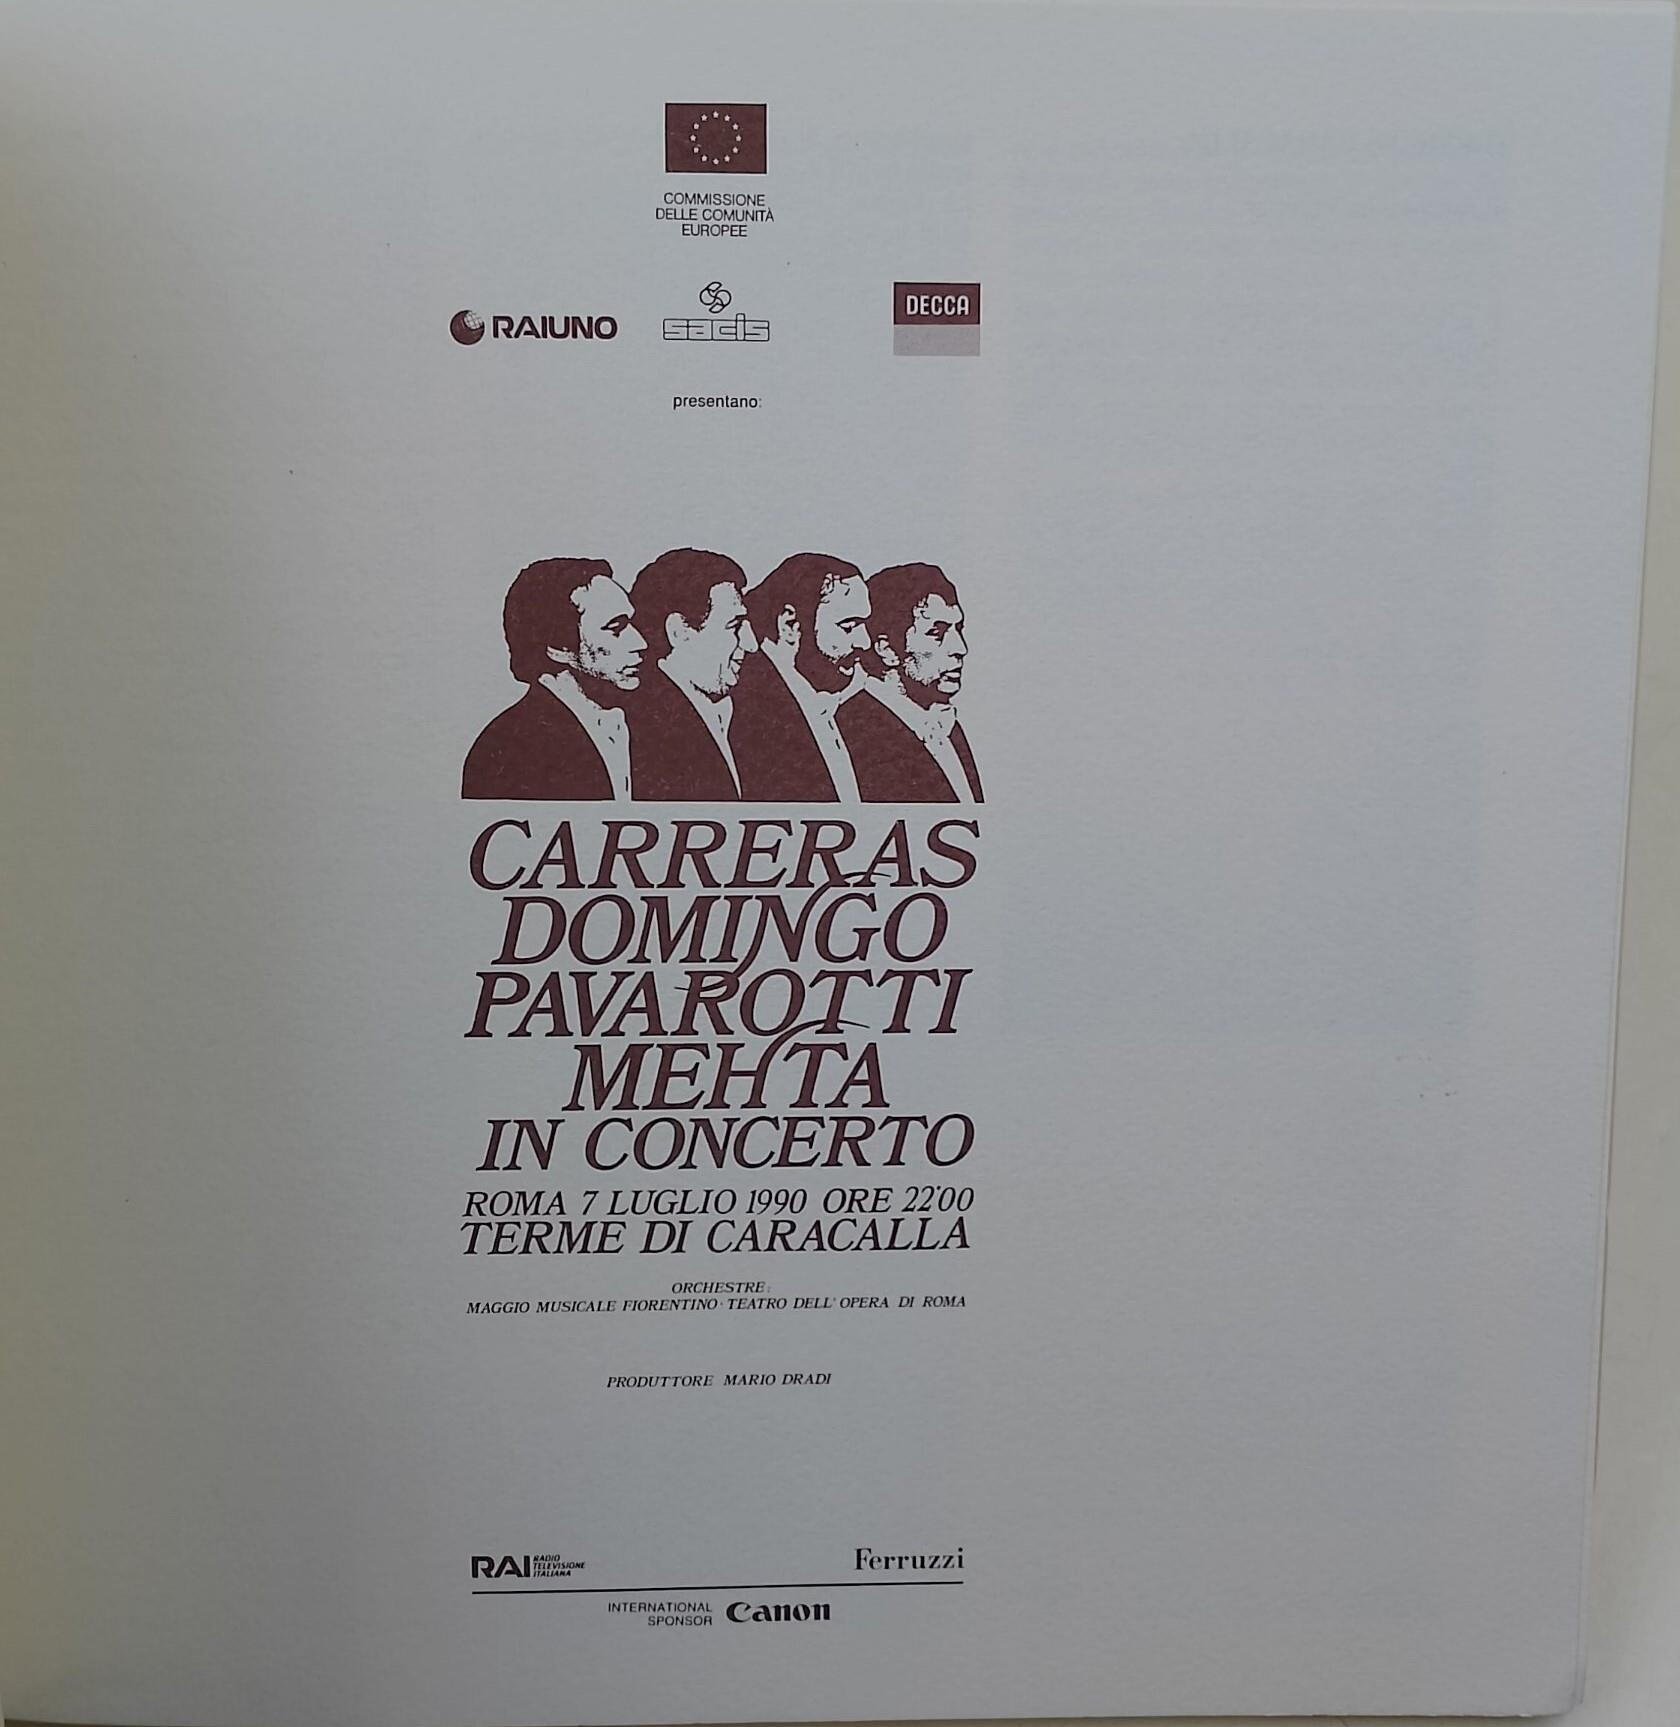 COMMISSIONE
DELLE COMUNITÀ
EUROPEE
RAIUNO
sacis
DECCA
presentano:
CARRERAS
DOMINGO
PAVAROTTI
MEHTA
IN CONCERTO
ROMA 7 LUGLIO 1990 ORE 22'00
TERME DI CARACALLA
ORCHESTRE:
MAGGIO MUSICALE FIORENTINO · TEATRO DELL' OPERA DI ROMA
PRODUTTORE MARIO DRADI
RAI RADIO
TELEVISIONE
ITALIANA
Ferruzzi
INTERNATIONAL
SPONSOR
Canon